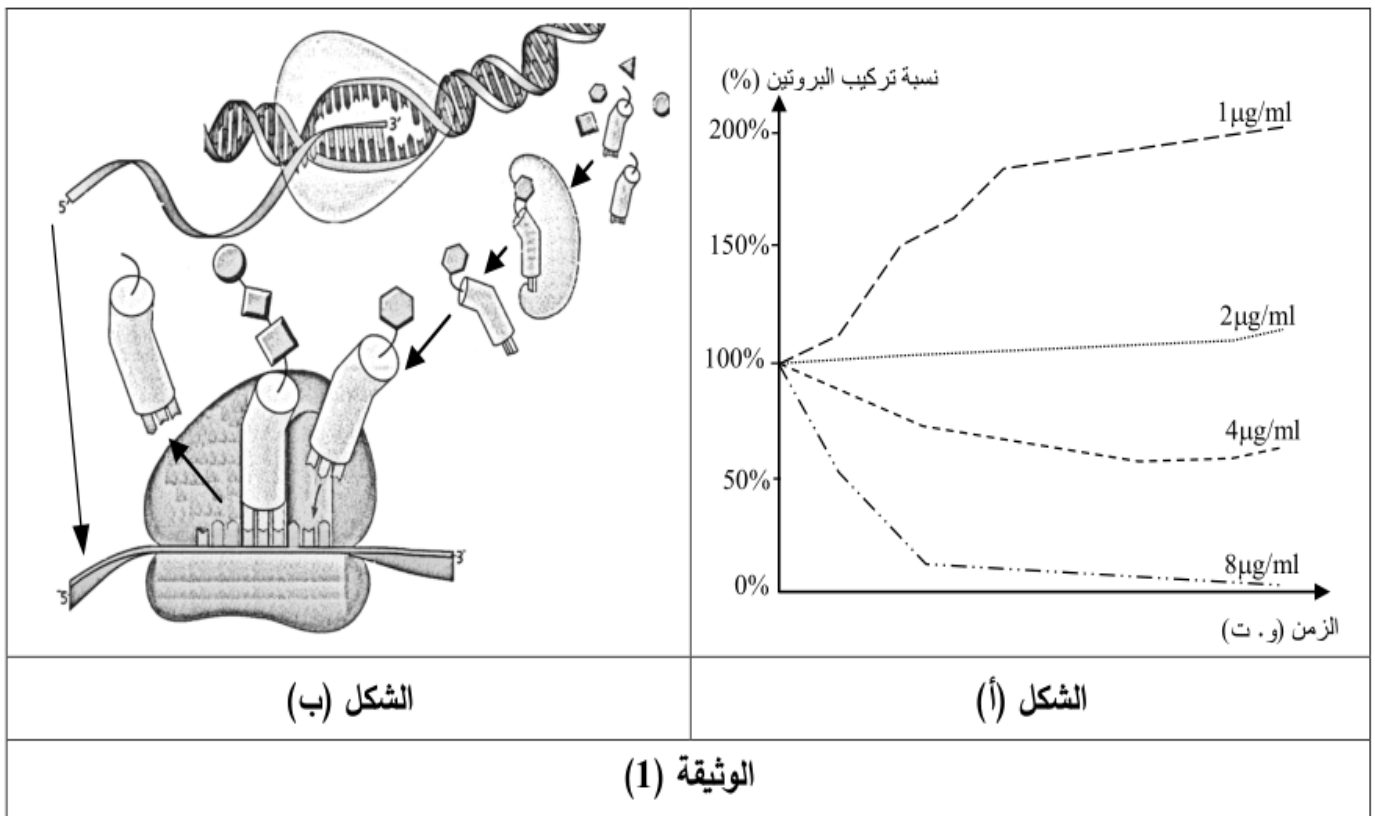 نسبة تركيب البروتين (%)
200%
150%
100%
50%
0%
1µg/ml
2µg/ml
4µg/ml
8µg/ml
الزمن (و. ت)
3'
5'
5'
3'
الشكل (أ)
الشكل (ب)
الوثيقة (1)